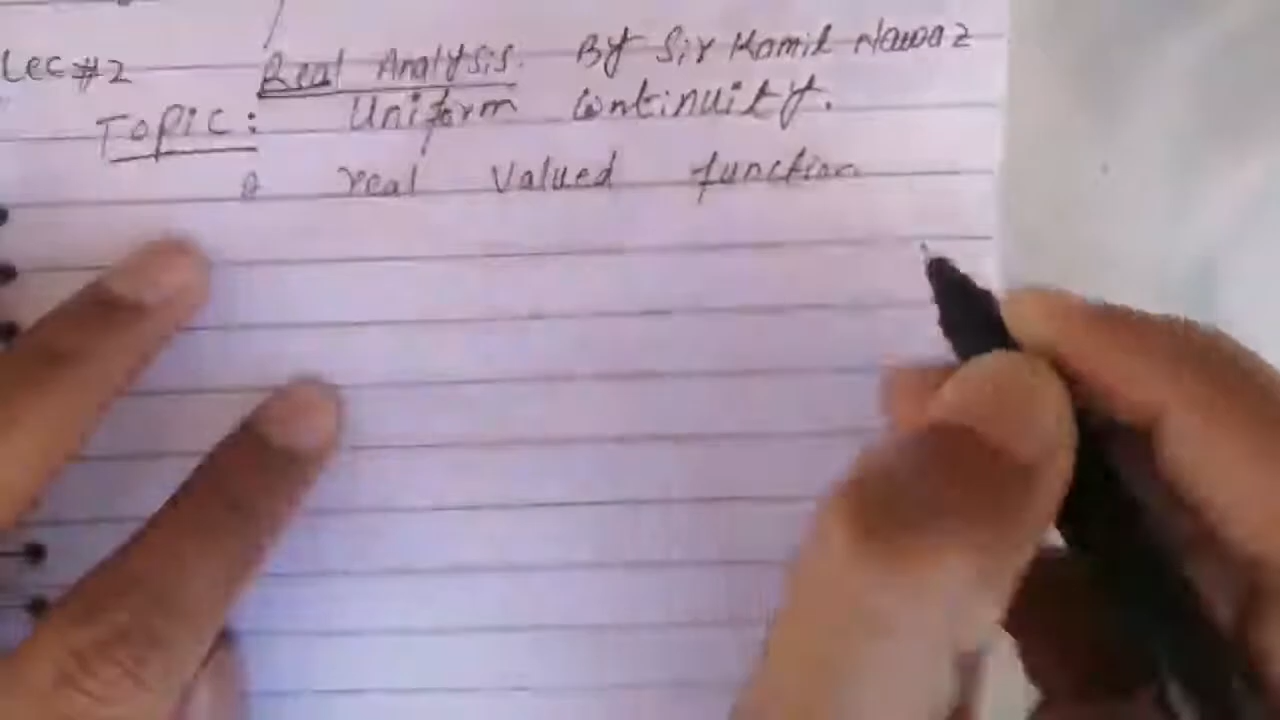 Lec #2 Real Analysis. By Sir Kamil Nawaz
Topic: Uniform Continuity.
a real valued function